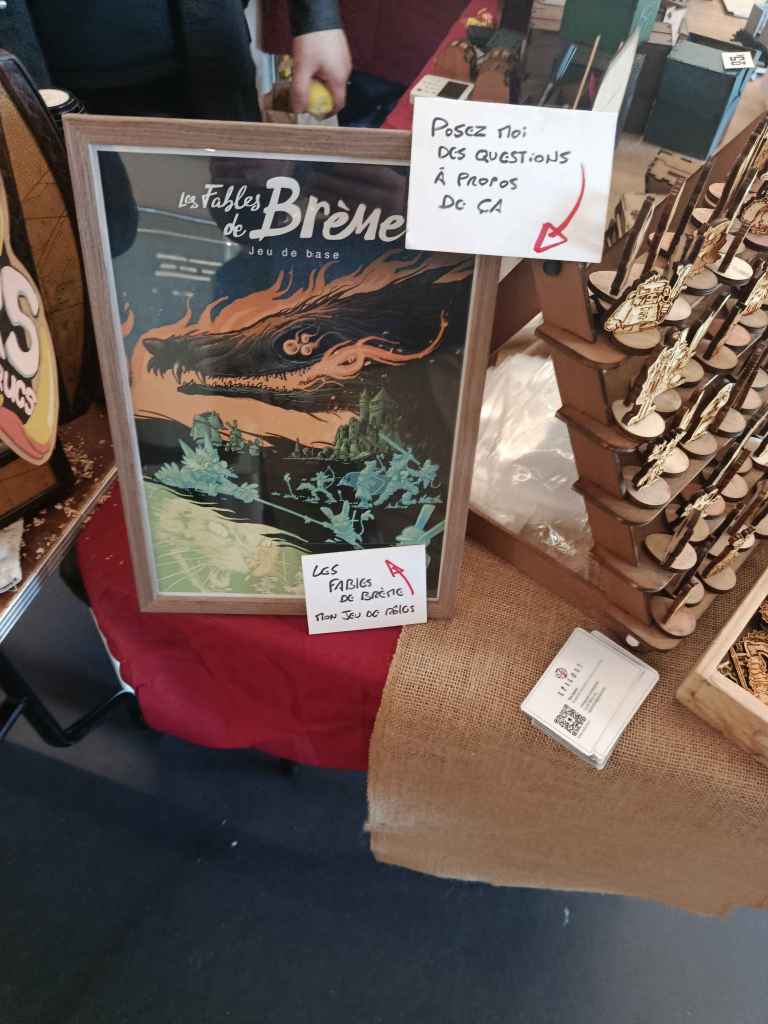 Posez moi
des questions
à propos
de ça
Les Fables
de Brème
Jeu de base
Les
Fables
de Brème
mon jeu de rôles
UCS